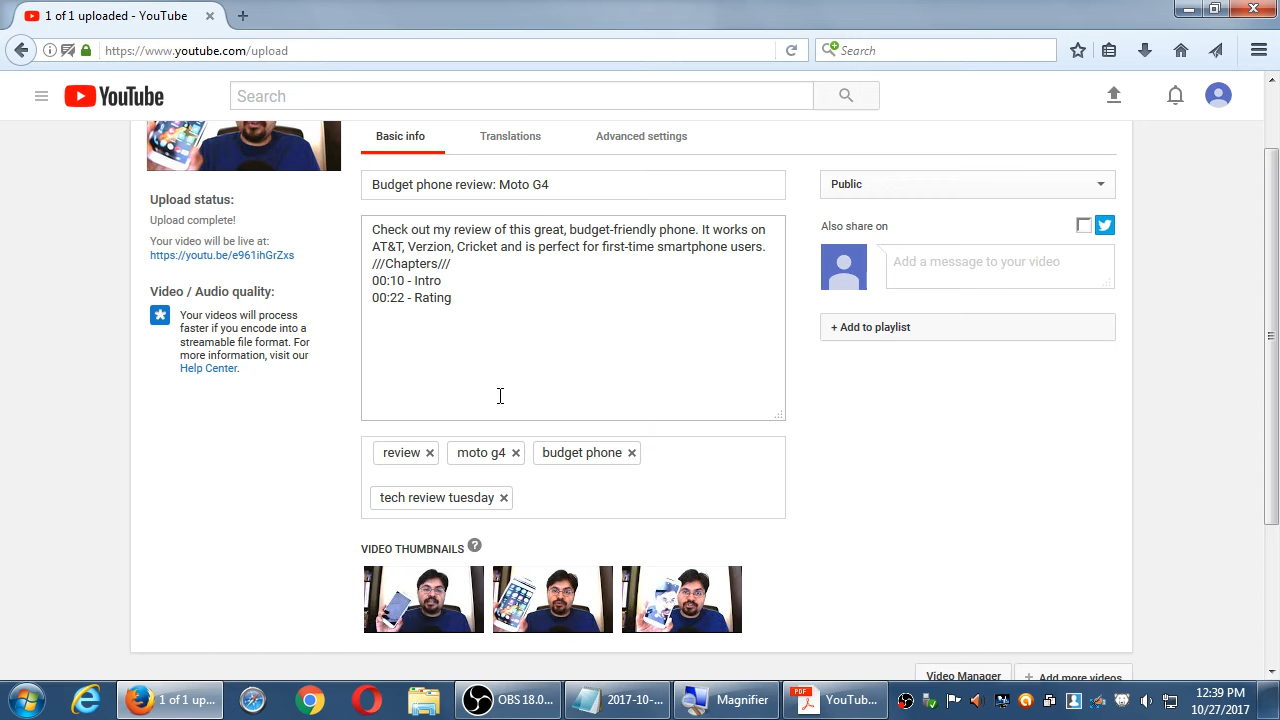 1 of 1 uploaded - YouTube
https://www.youtube.com/upload
Search
YouTube
Search
Basic info
Translations
Advanced settings
Upload status:
Upload complete!
Your video will be live at:
https://youtu.be/e961ihGrZxs
Video / Audio quality:
Your videos will process
faster if you encode into a
streamable file format. For
more information, visit our
Help Center.
Budget phone review: Moto G4
Check out my review of this great, budget-friendly phone. It works on
AT&T, Verzion, Cricket and is perfect for first-time smartphone users.
///Chapters///
00:10 - Intro
00:22 - Rating
review
moto g4
budget phone
tech review tuesday
VIDEO THUMBNAILS
Public
Also share on
Add a message to your video
+ Add to playlist
Video Manager
+ Add more videos
1 of 1 up...
OBS 18.0...
2017-10-...
Magnifier
PDF
YouTub...
12:39 PM
10/27/2017